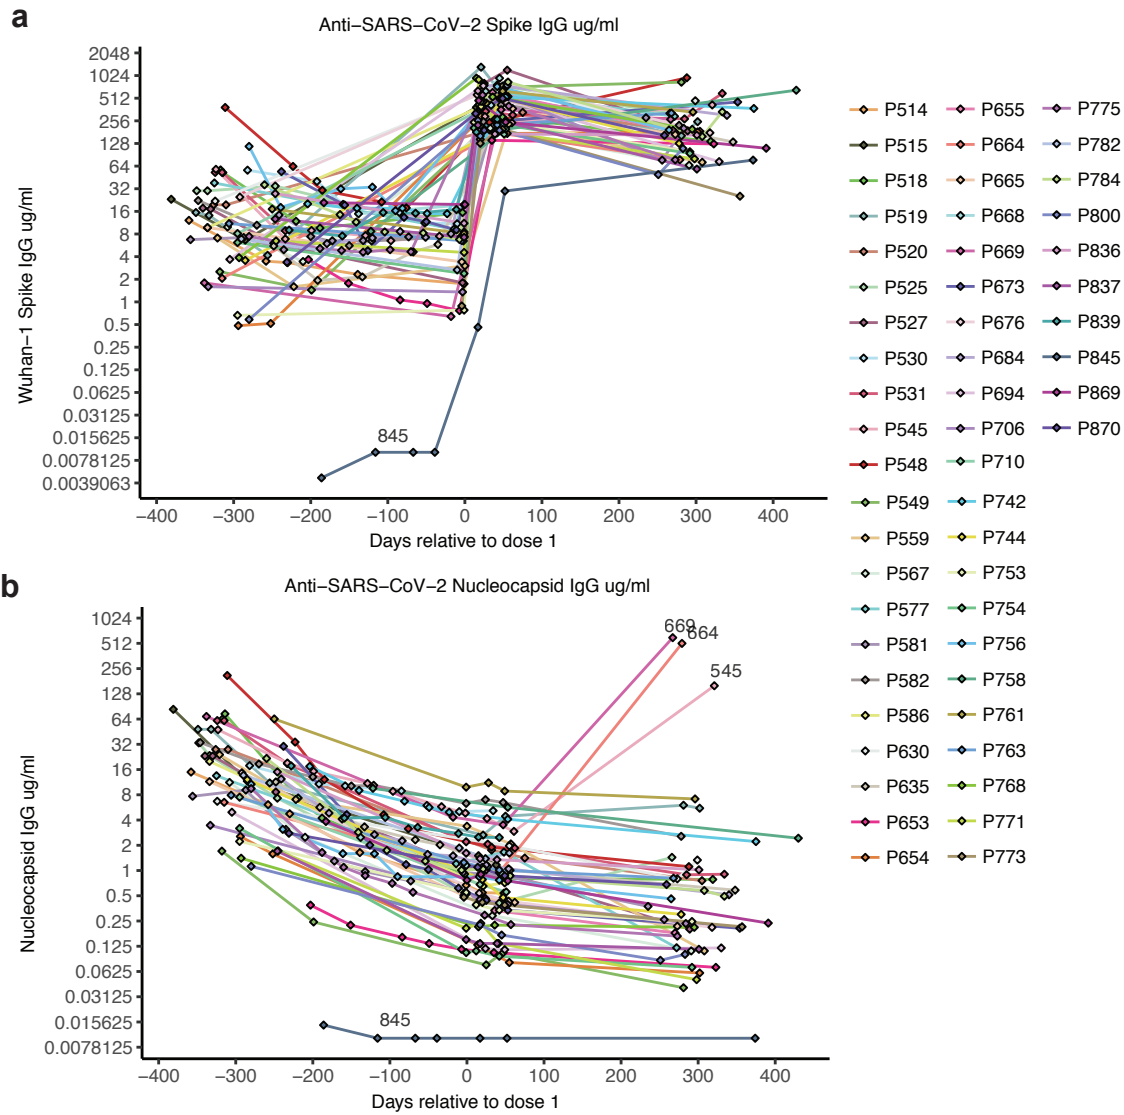 a
Anti−SARS−CoV−2 Spike IgG ug/ml
Wuhan−1 Spike IgG ug/ml
2048
1024
512
256
128
64
32
16
8
4
2
1
0.5
0.25
0.125
0.0625
0.03125
0.015625
0.0078125
0.0039063
845
−400 −300 −200 −100 0 100 200 300 400
Days relative to dose 1
b
Anti−SARS−CoV−2 Nucleocapsid IgG ug/ml
Nucleocapsid IgG ug/ml
1024
512
256
128
64
32
16
8
4
2
1
0.5
0.25
0.125
0.0625
0.03125
0.015625
0.0078125
669
664
545
845
−400 −300 −200 −100 0 100 200 300 400
Days relative to dose 1
P514 P655 P775
P515 P664 P782
P518 P665 P784
P519 P668 P800
P520 P669 P836
P525 P673 P837
P527 P676 P839
P530 P684 P845
P531 P694 P869
P545 P706 P870
P548 P710
P549 P742
P559 P744
P567 P753
P577 P754
P581 P756
P582 P758
P586 P761
P630 P763
P635 P768
P653 P771
P654 P773